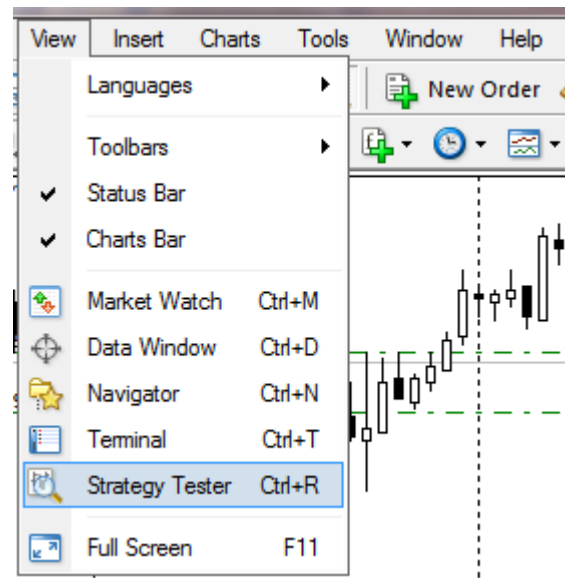 View Insert Charts Tools Window Help
New Order
Languages
Toolbars
Status Bar
Charts Bar
Market Watch Ctrl+M
Data Window Ctrl+D
Navigator Ctrl+N
Terminal Ctrl+T
Strategy Tester Ctrl+R
Full Screen F11